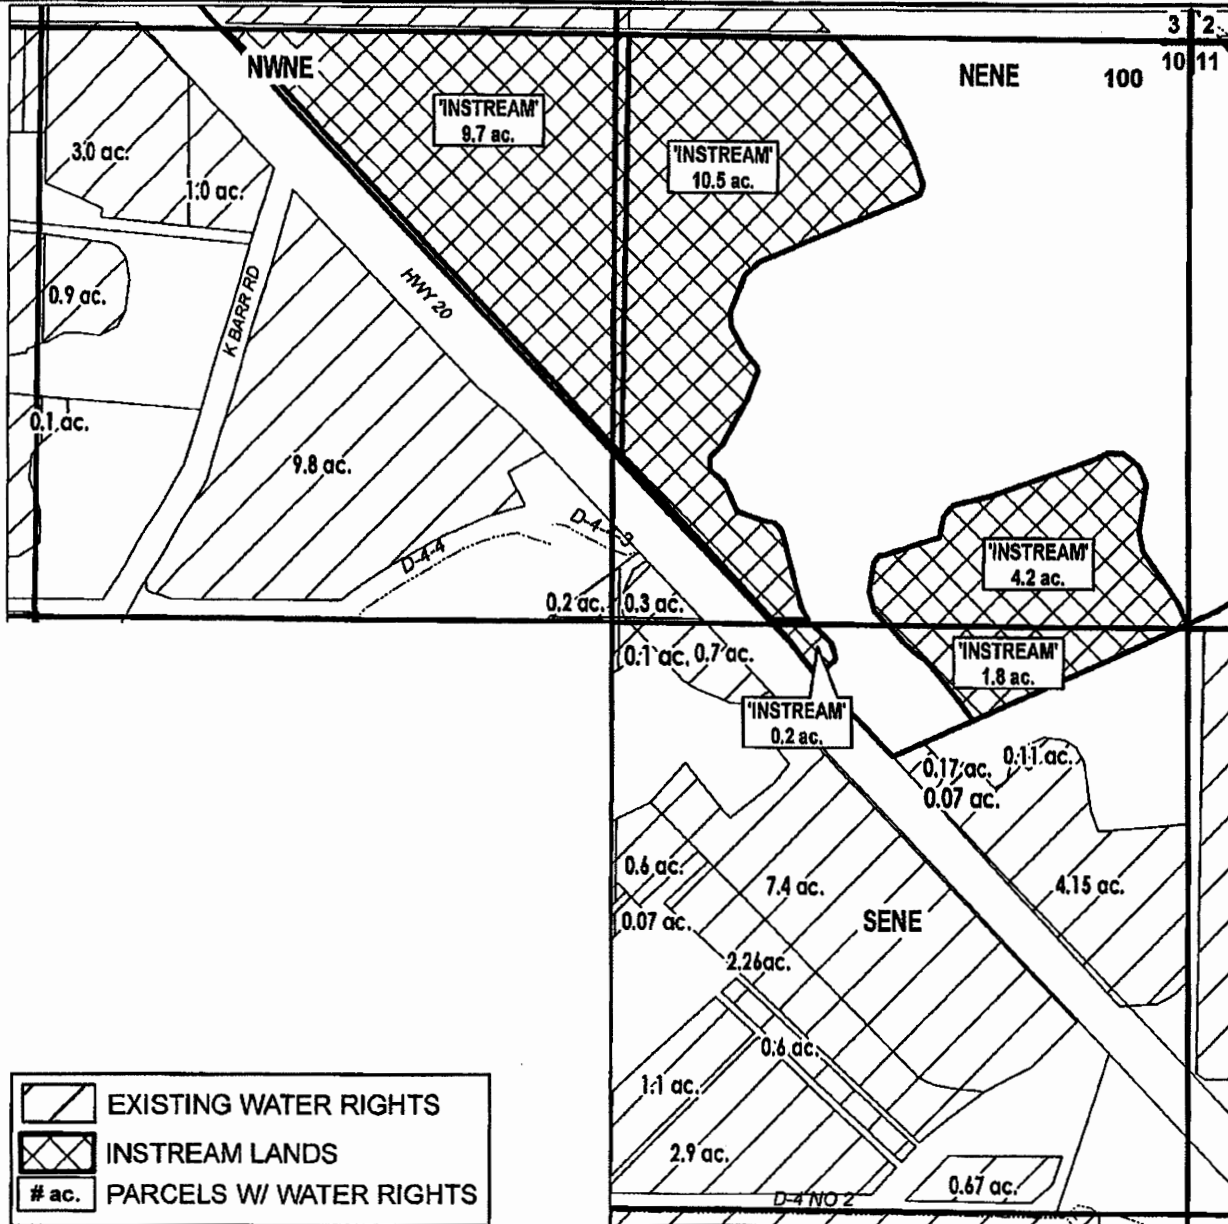 3 2
10 11
NWNE
NENE
100
'INSTREAM'
9.7 ac.
'INSTREAM'
10.5 ac.
3.0 ac.
1.0 ac.
0.9 ac.
K BARR RD
HWY 20
0.1 ac.
9.8 ac.
D-4-4
D-4-4-3
'INSTREAM'
4.2 ac.
0.2 ac.
0.3 ac.
0.1 ac.
0.7 ac.
'INSTREAM'
1.8 ac.
'INSTREAM'
0.2 ac.
0.17 ac.
0.11 ac.
0.07 ac.
0.6 ac.
7.4 ac.
4.15 ac.
0.07 ac.
SENE
2.26ac.
0.6 ac.
1.1 ac.
2.9 ac.
0.67 ac.
D-4 NO 2
EXISTING WATER RIGHTS
INSTREAM LANDS
# ac. PARCELS W/ WATER RIGHTS